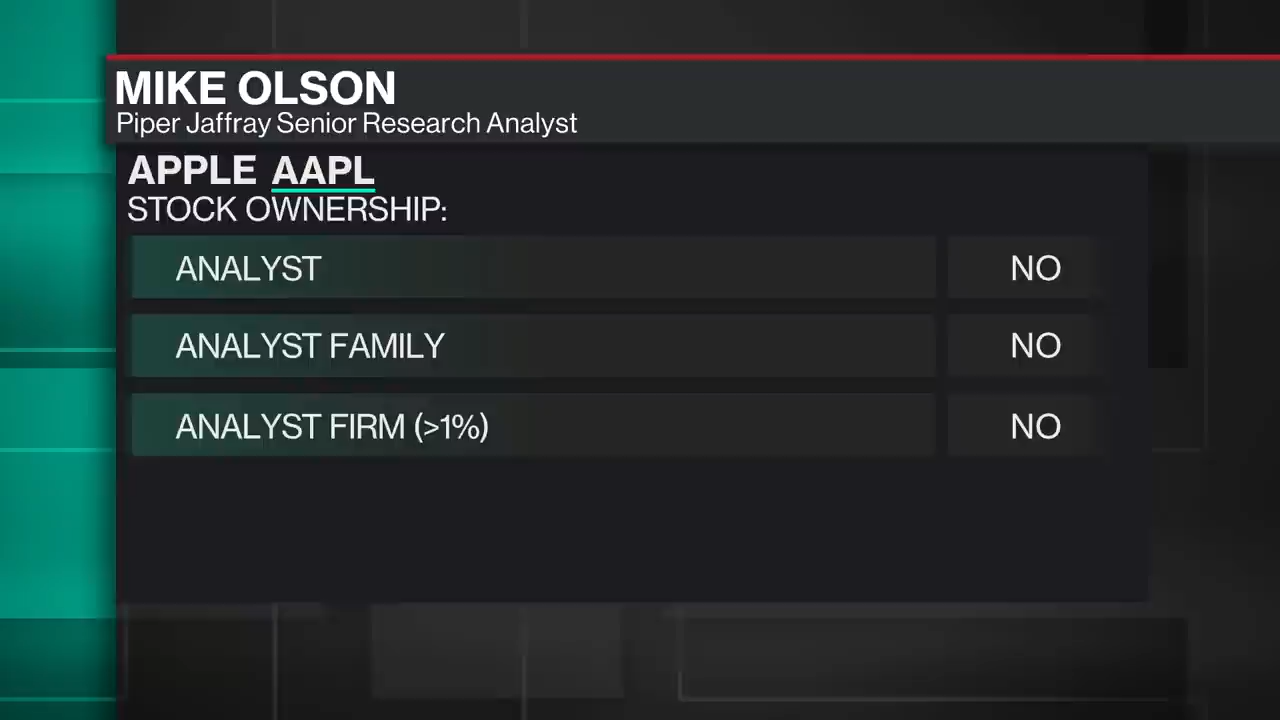 MIKE OLSON
Piper Jaffray Senior Research Analyst
APPLE AAPL
STOCK OWNERSHIP:
ANALYST NO
ANALYST FAMILY NO
ANALYST FIRM (>1%) NO